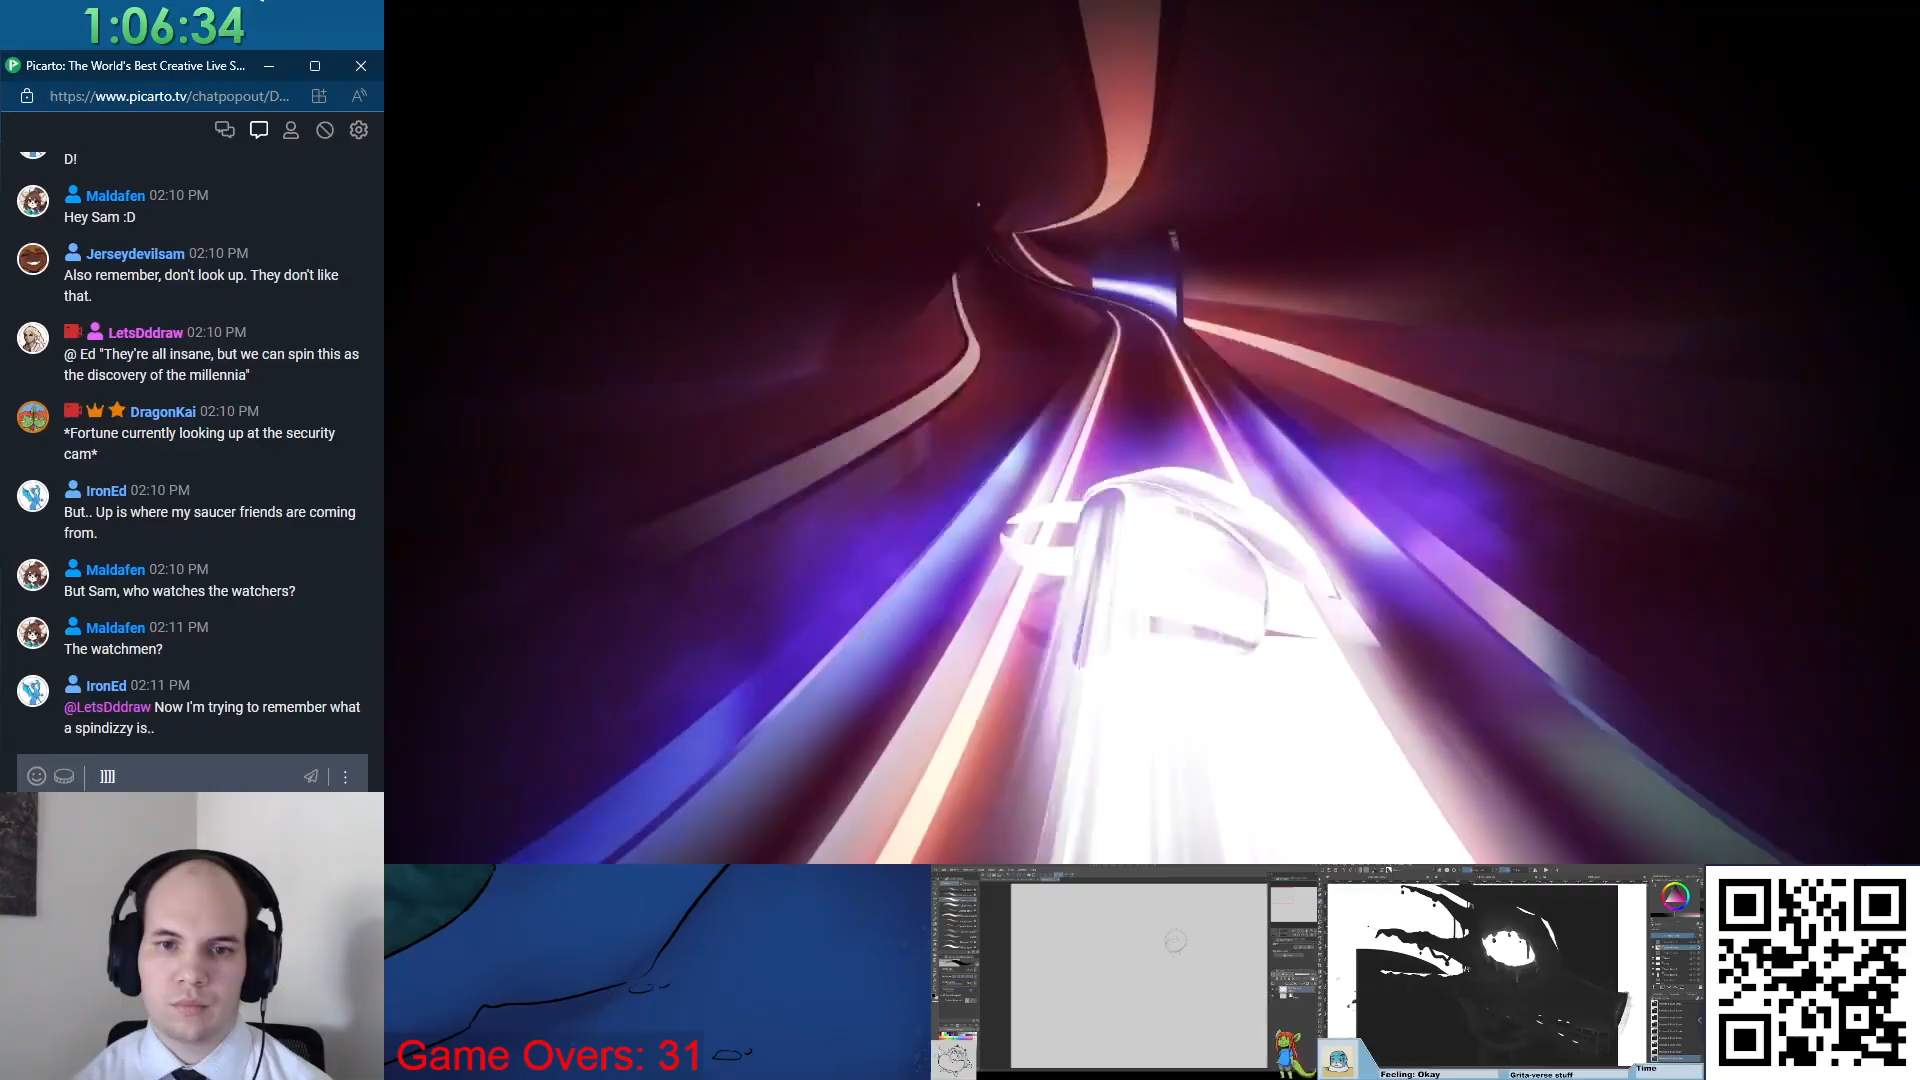 1:06:34
Picarto: The World's Best Creative Live S...
https://www.picarto.tv/chatpopout/D...
D!
Maldafen 02:10 PM
Hey Sam :D
Jerseydevilsam 02:10 PM
Also remember, don't look up. They don't like
that.
LetsDddraw 02:10 PM
@ Ed "They're all insane, but we can spin this as
the discovery of the millennia"
DragonKai 02:10 PM
*Fortune currently looking up at the security
cam*
IronEd 02:10 PM
But.. Up is where my saucer friends are coming
from.
Maldafen 02:10 PM
But Sam, who watches the watchers?
Maldafen 02:11 PM
The watchmen?
IronEd 02:11 PM
@LetsDddraw Now I'm trying to remember what
a spindizzy is..
]]]]
Game Overs: 31
Feeling: Okay
Grita-verse stuff
Time